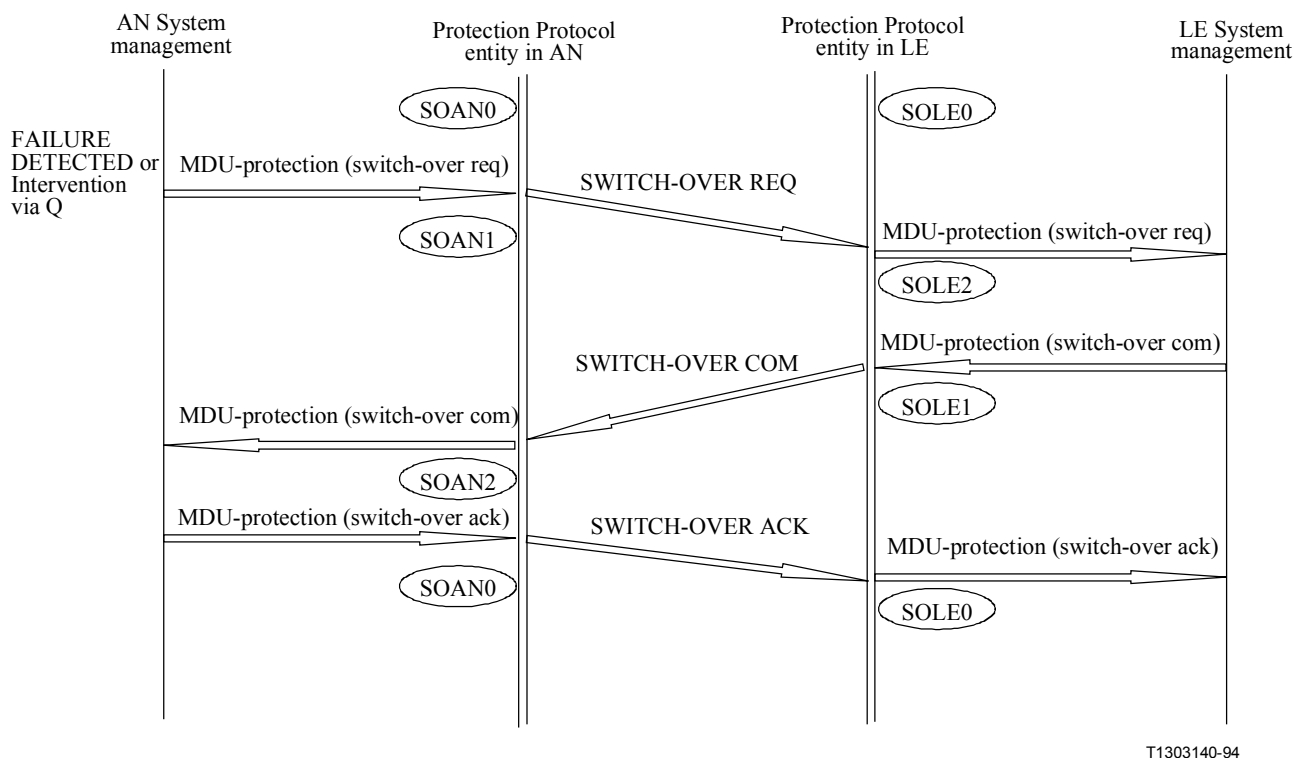 AN System
management
Protection Protocol
entity in AN
Protection Protocol
entity in LE
LE System
management
SOAN0
SOLE0
FAILURE
DETECTED or
Intervention
via Q
MDU-protection (switch-over req)
SWITCH-OVER REQ
SOAN1
MDU-protection (switch-over req)
SOLE2
MDU-protection (switch-over com)
SWITCH-OVER COM
SOLE1
MDU-protection (switch-over com)
SOAN2
MDU-protection (switch-over ack)
SWITCH-OVER ACK
MDU-protection (switch-over ack)
SOAN0
SOLE0
T1303140-94